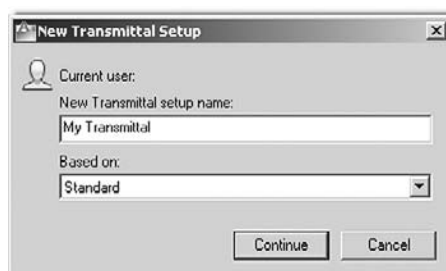 New Transmittal Setup
Current user:
New Transmittal setup name:
My Transmittal
Based on:
Standard
Continue Cancel